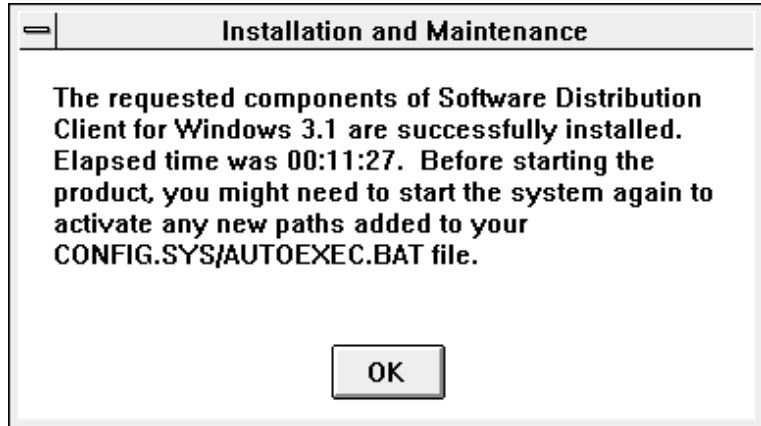 Installation and Maintenance
The requested components of Software Distribution
Client for Windows 3.1 are successfully installed.
Elapsed time was 00:11:27.  Before starting the
product, you might need to start the system again to
activate any new paths added to your
CONFIG.SYS/AUTOEXEC.BAT file.
OK